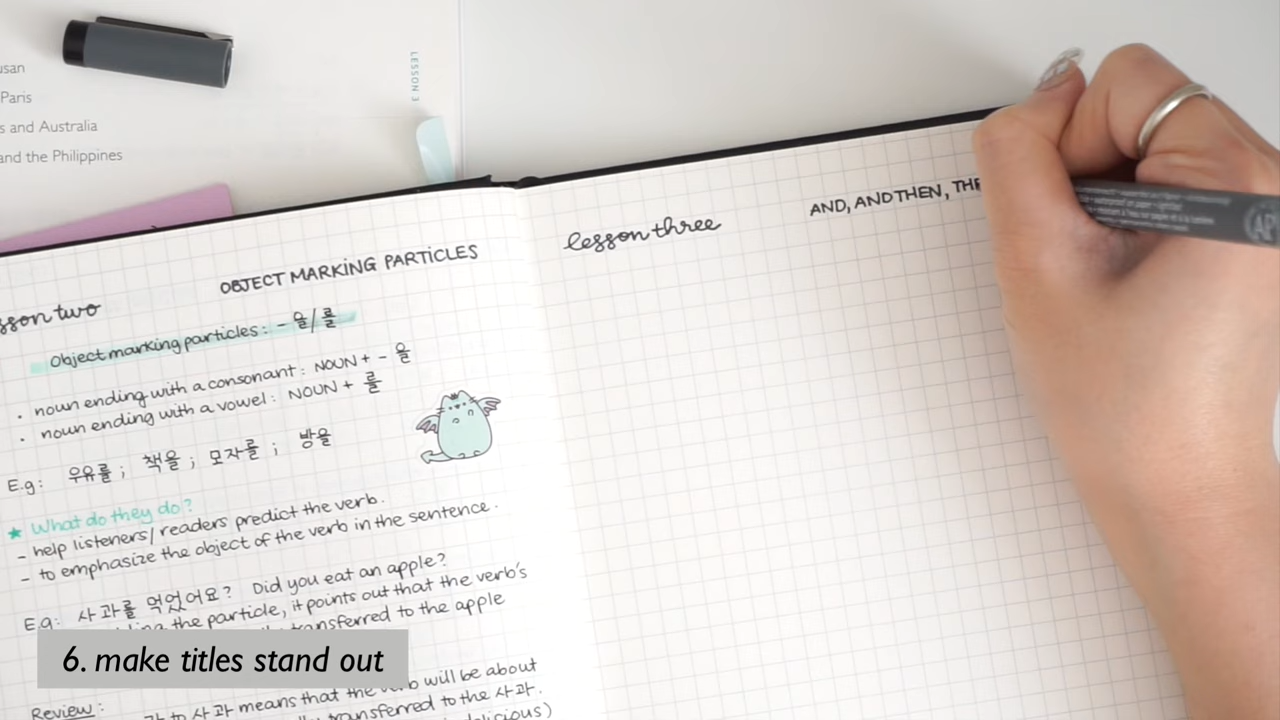 usan
Paris
s and Australia
and the Philippines
LESSON 3
sson two
OBJECT MARKING PARTICLES
Object marking particles: - 을/를
• noun ending with a consonant: NOUN + - 을
• noun ending with a vowel: NOUN + 를
E.g: 우유를; 책을; 모자를; 방을
★ What do they do?
- help listeners/readers predict the verb.
- to emphasize the object of the verb in the sentence.
E.g: 사과를 먹었어요? Did you eat an apple?
the particle, it points out that the verb's
transferred to the apple
Review:
사과 means that the verb will be about
transferred to the 사과.
delicious)
lesson three
AND, AND THEN, THE
6. make titles stand out